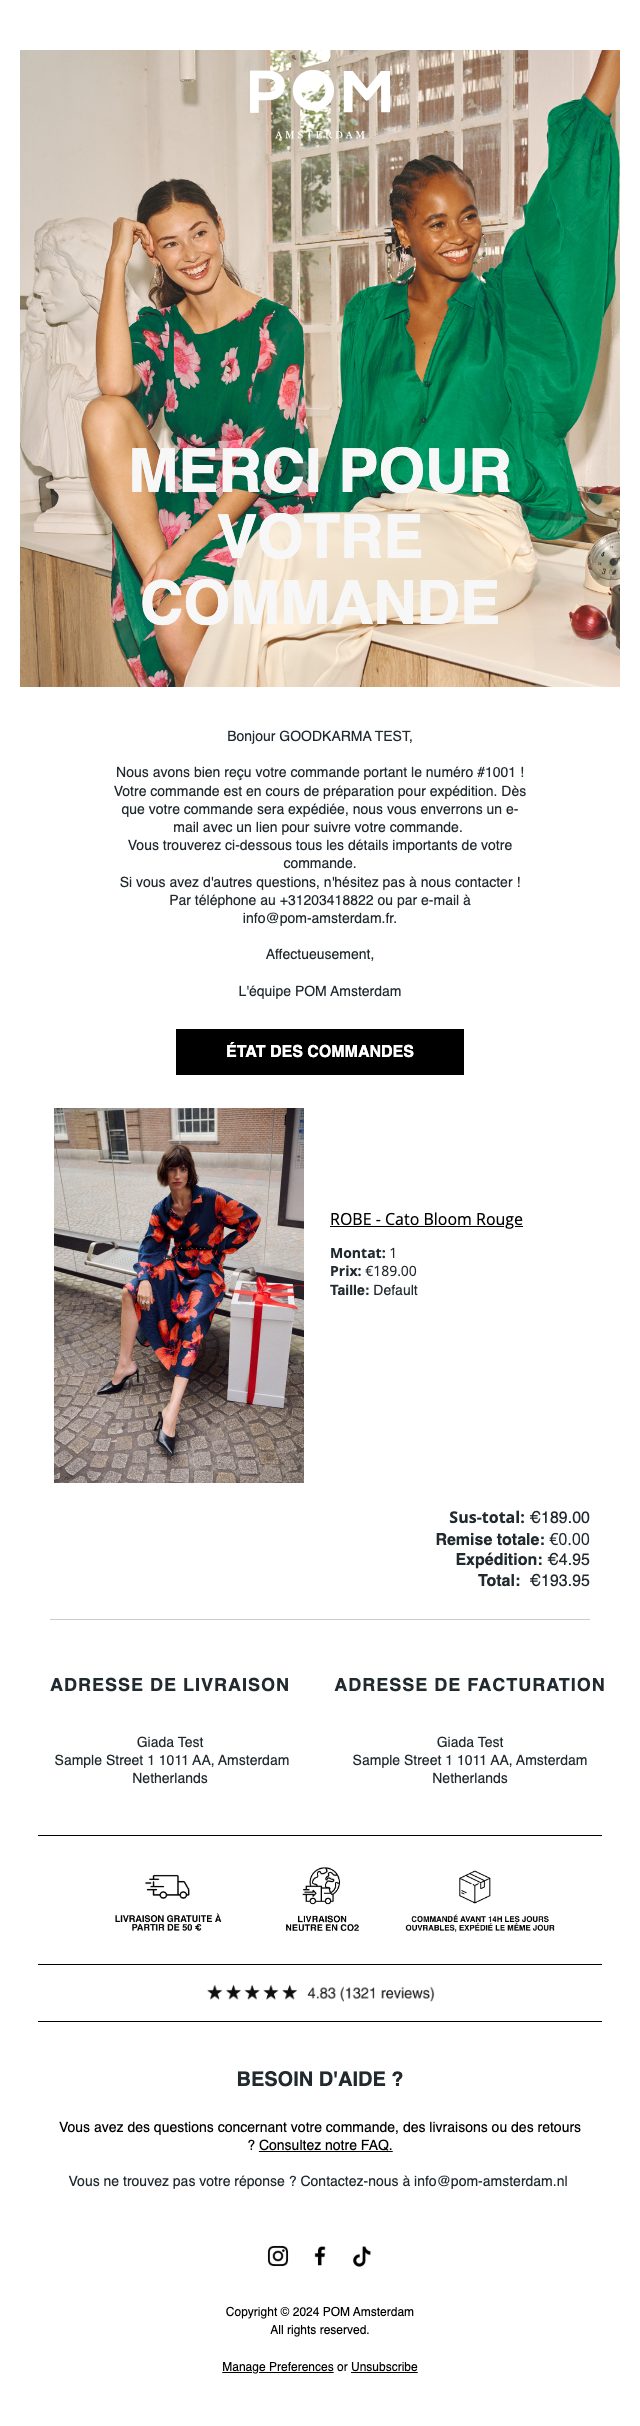 POM
AMSTERDAM
MERCI POUR
VOTRE
COMMANDE
Bonjour GOODKARMA TEST,
Nous avons bien reçu votre commande portant le numéro #1001 !
Votre commande est en cours de préparation pour expédition. Dès
que votre commande sera expédiée, nous vous enverrons un e-
mail avec un lien pour suivre votre commande.
Vous trouverez ci-dessous tous les détails importants de votre
commande.
Si vous avez d'autres questions, n'hésitez pas à nous contacter !
Par téléphone au +31203418822 ou par e-mail à
info@pom-amsterdam.fr.
Affectueusement,
L'équipe POM Amsterdam
ÉTAT DES COMMANDES
ROBE - Cato Bloom Rouge
Montat: 1
Prix: €189.00
Taille: Default
Sus-total: €189.00
Remise totale: €0.00
Expédition: €4.95
Total: €193.95
ADRESSE DE LIVRAISON
Giada Test
Sample Street 1 1011 AA, Amsterdam
Netherlands
ADRESSE DE FACTURATION
Giada Test
Sample Street 1 1011 AA, Amsterdam
Netherlands
LIVRAISON GRATUITE À
PARTIR DE 50 €
LIVRAISON
NEUTRE EN CO2
COMMANDÉ AVANT 14H LES JOURS
OUVRABLES, EXPÉDIÉ LE MÊME JOUR
★★★★★ 4.83 (1321 reviews)
BESOIN D'AIDE ?
Vous avez des questions concernant votre commande, des livraisons ou des retours
? Consultez notre FAQ.
Vous ne trouvez pas votre réponse ? Contactez-nous à info@pom-amsterdam.nl
Copyright © 2024 POM Amsterdam
All rights reserved.
Manage Preferences or Unsubscribe